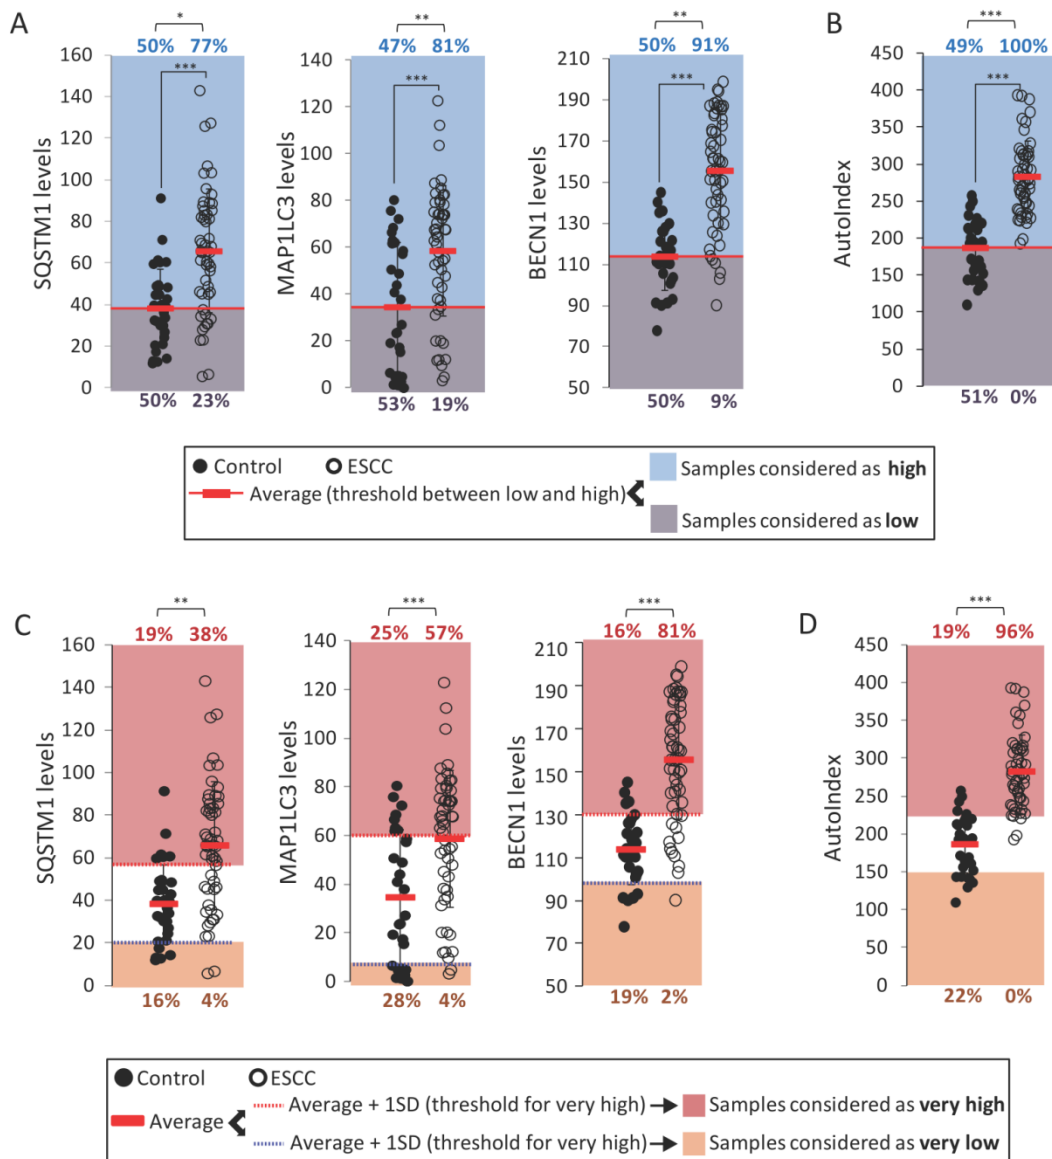 A
B
* ** ** ***
50% 77% 47% 81% 50% 91% 49% 100%
*** *** *** ***
SQSTM1 levels
160
140
120
100
80
60
40
20
0
MAP1LC3 levels
140
120
100
80
60
40
20
0
BECN1 levels
210
190
170
150
130
110
90
70
50
AutoIndex
450
400
350
300
250
200
150
100
50
0
50% 23% 53% 19% 50% 9% 51% 0%
Control ESCC
Average (threshold between low and high)
Samples considered as high
Samples considered as low
C
D
** *** *** ***
19% 38% 25% 57% 16% 81% 19% 96%
SQSTM1 levels
160
140
120
100
80
60
40
20
0
MAP1LC3 levels
140
120
100
80
60
40
20
0
BECN1 levels
210
190
170
150
130
110
90
70
50
AutoIndex
450
400
350
300
250
200
150
100
50
0
16% 4% 28% 4% 19% 2% 22% 0%
Control ESCC
Average
Average + 1SD (threshold for very high) Samples considered as very high
Average + 1SD (threshold for very high) Samples considered as very low